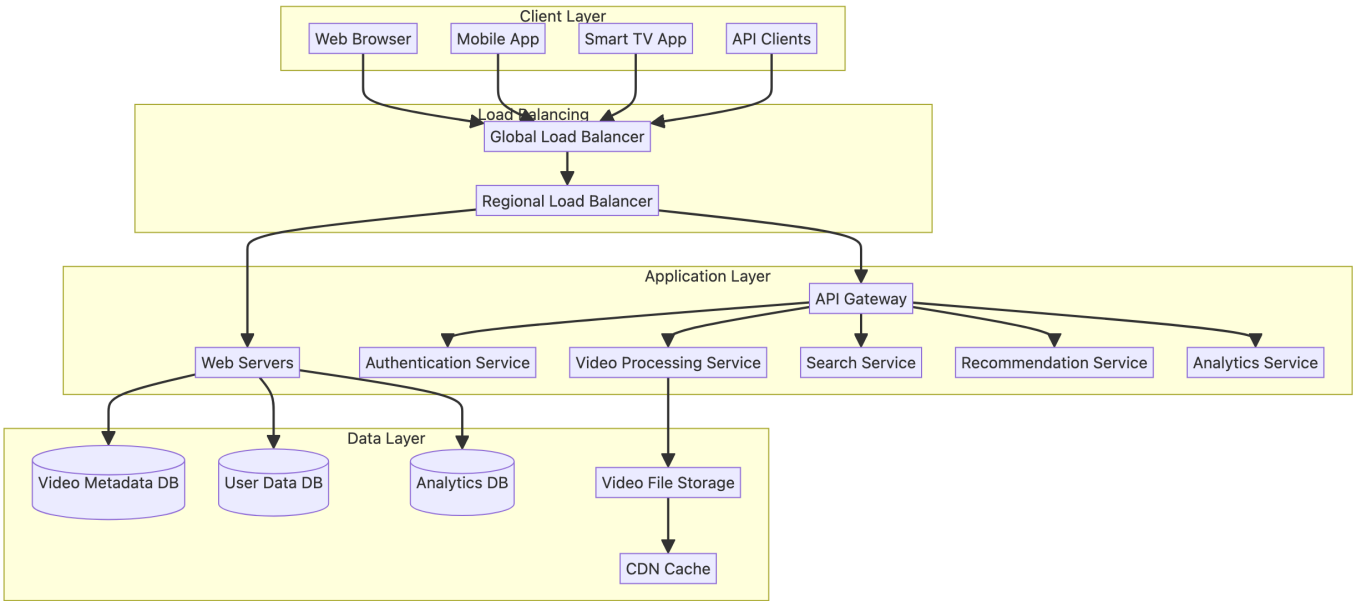 Client Layer
Web Browser
Mobile App
Smart TV App
API Clients
Load Balancing
Global Load Balancer
Regional Load Balancer
Application Layer
API Gateway
Web Servers
Authentication Service
Video Processing Service
Search Service
Recommendation Service
Analytics Service
Data Layer
Video Metadata DB
User Data DB
Analytics DB
Video File Storage
CDN Cache